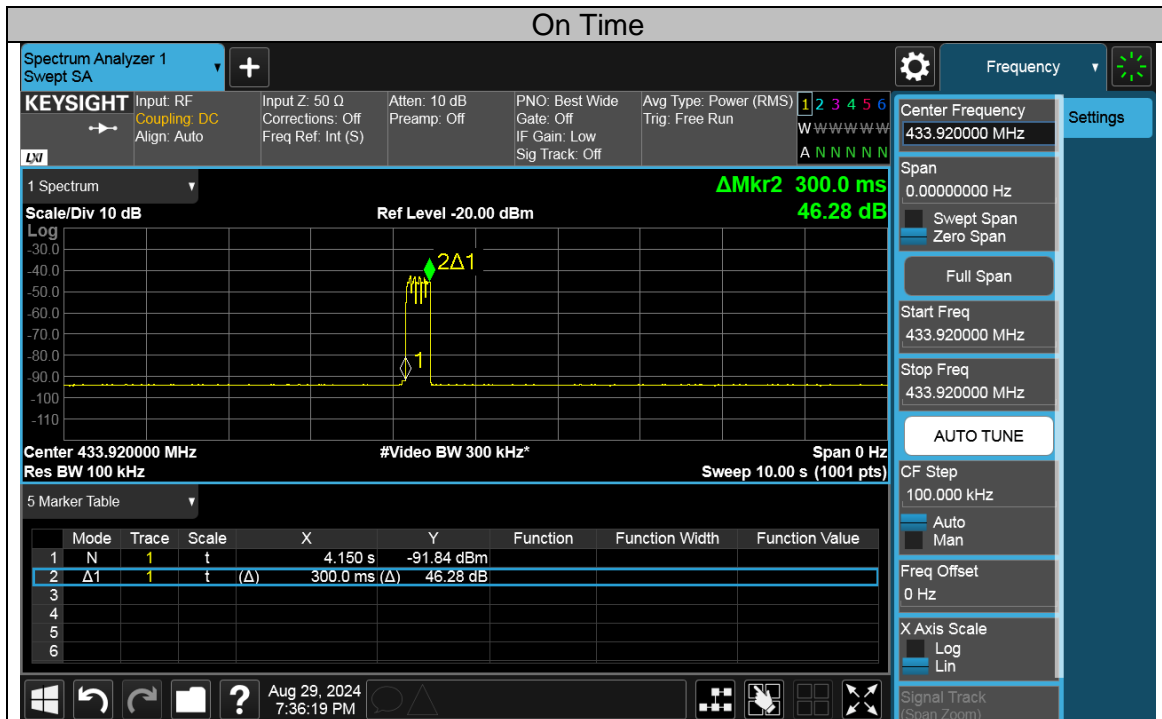 On Time
Spectrum Analyzer 1
Swept SA
+
Frequency
KEYSIGHT
Input: RF
Coupling: DC
Align: Auto
Input Z: 50 Ω
Corrections: Off
Freq Ref: Int (S)
Atten: 10 dB
Preamp: Off
PNO: Best Wide
Gate: Off
IF Gain: Low
Sig Track: Off
Avg Type: Power (RMS)
Trig: Free Run
1 2 3 4 5 6
W W W W W W
A N N N N N
LXI
Center Frequency
433.920000 MHz
Settings
Span
0.00000000 Hz
Swept Span
Zero Span
Full Span
Start Freq
433.920000 MHz
Stop Freq
433.920000 MHz
AUTO TUNE
CF Step
100.000 kHz
Auto
Man
Freq Offset
0 Hz
X Axis Scale
Log
Lin
Signal Track
(Span Zoom)
1 Spectrum
ΔMkr2 300.0 ms
46.28 dB
Scale/Div 10 dB
Ref Level -20.00 dBm
Log
-30.0
-40.0
-50.0
-60.0
-70.0
-80.0
-90.0
-100
-110
2Δ1
1
Center 433.920000 MHz
#Video BW 300 kHz*
Span 0 Hz
Res BW 100 kHz
Sweep 10.00 s (1001 pts)
5 Marker Table
Mode Trace Scale X Y Function Function Width Function Value
1 N 1 t 4.150 s -91.84 dBm
2 Δ1 1 t (Δ) 300.0 ms (Δ) 46.28 dB
3
4
5
6
?
Aug 29, 2024
7:36:19 PM